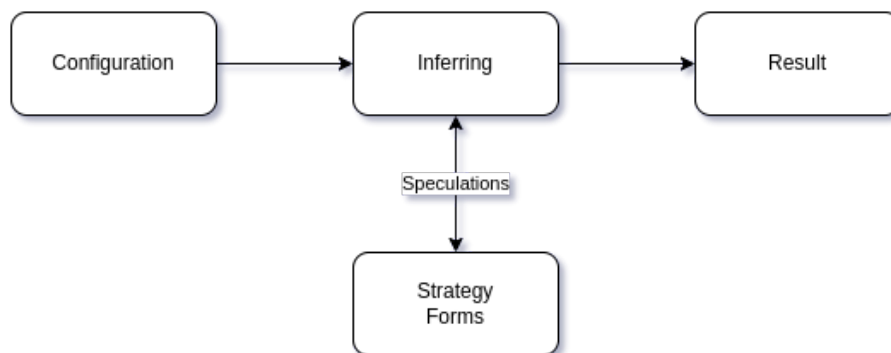 Configuration
Inferring
Result
Speculations
Strategy
Forms